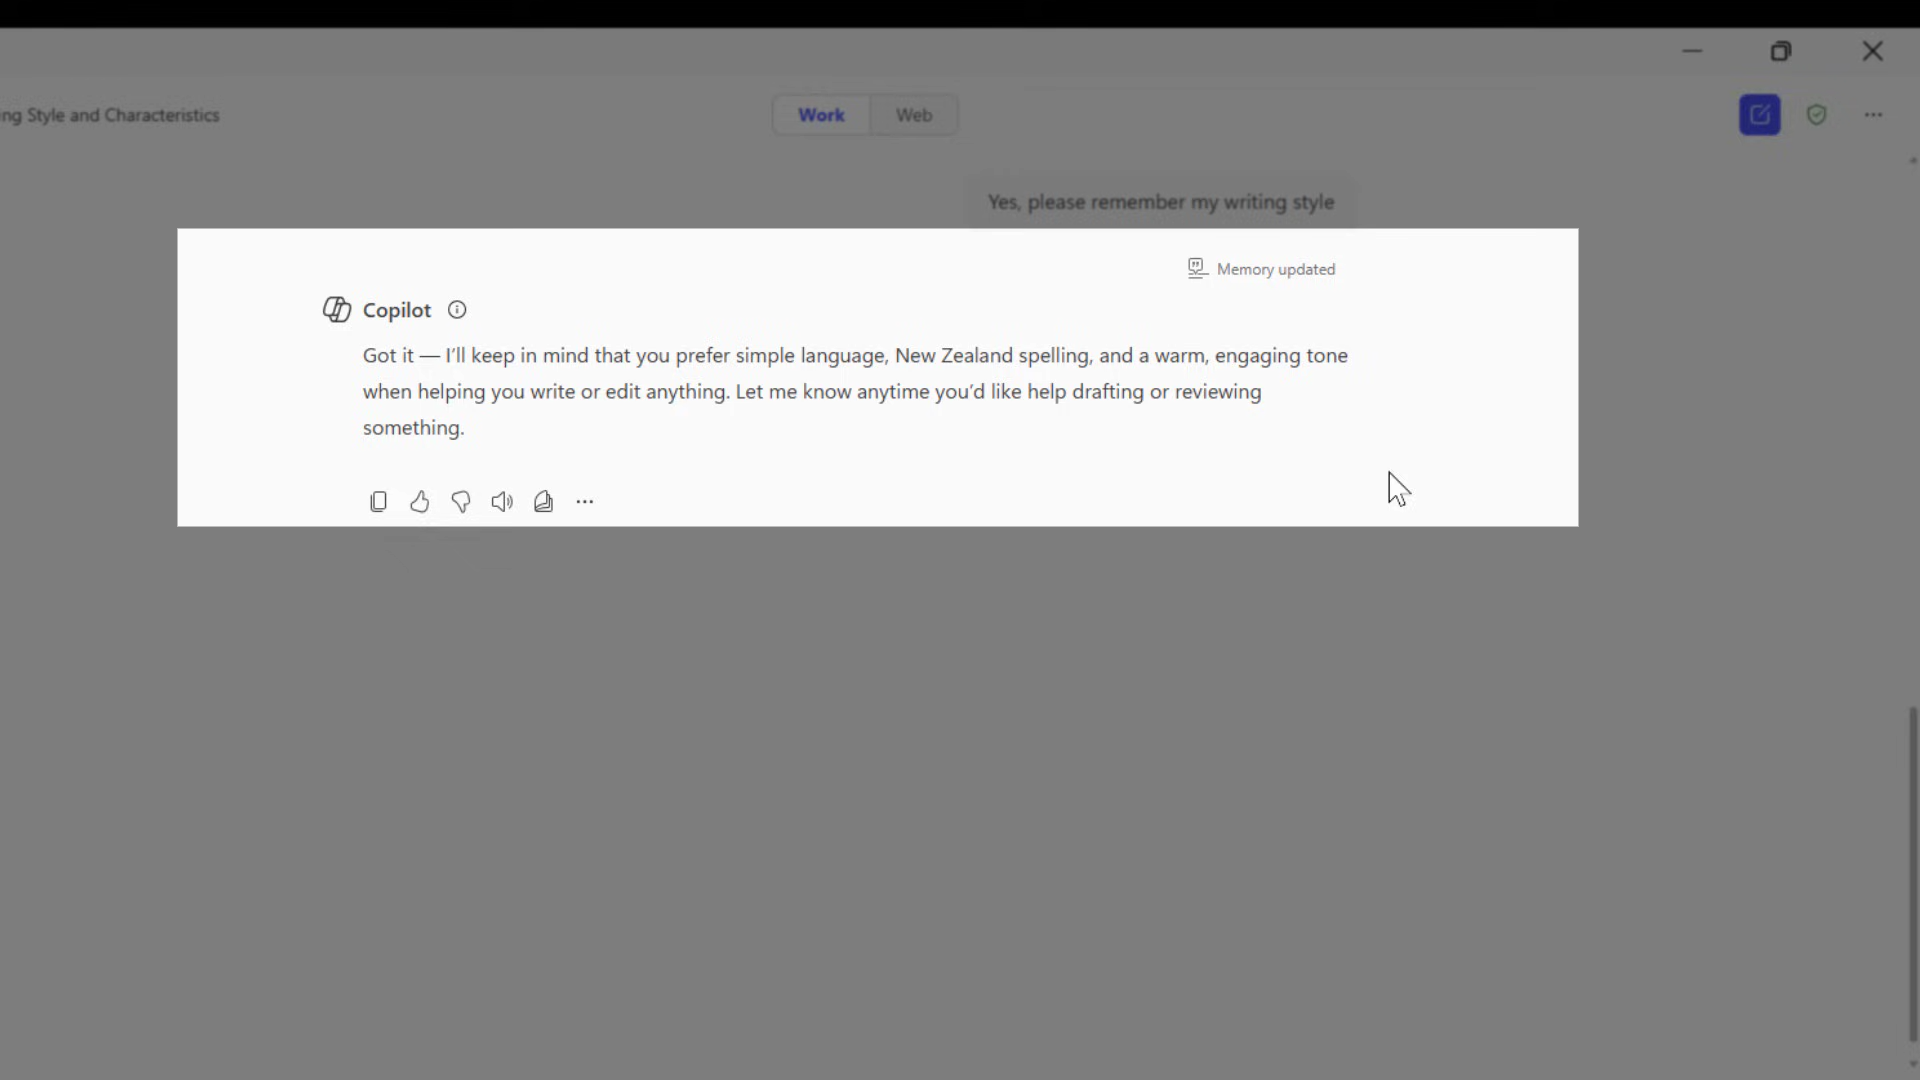 ng Style and Characteristics
Work
Web
Yes, please remember my writing style
Memory updated
Copilot
Got it — I'll keep in mind that you prefer simple language, New Zealand spelling, and a warm, engaging tone
when helping you write or edit anything. Let me know anytime you'd like help drafting or reviewing
something.